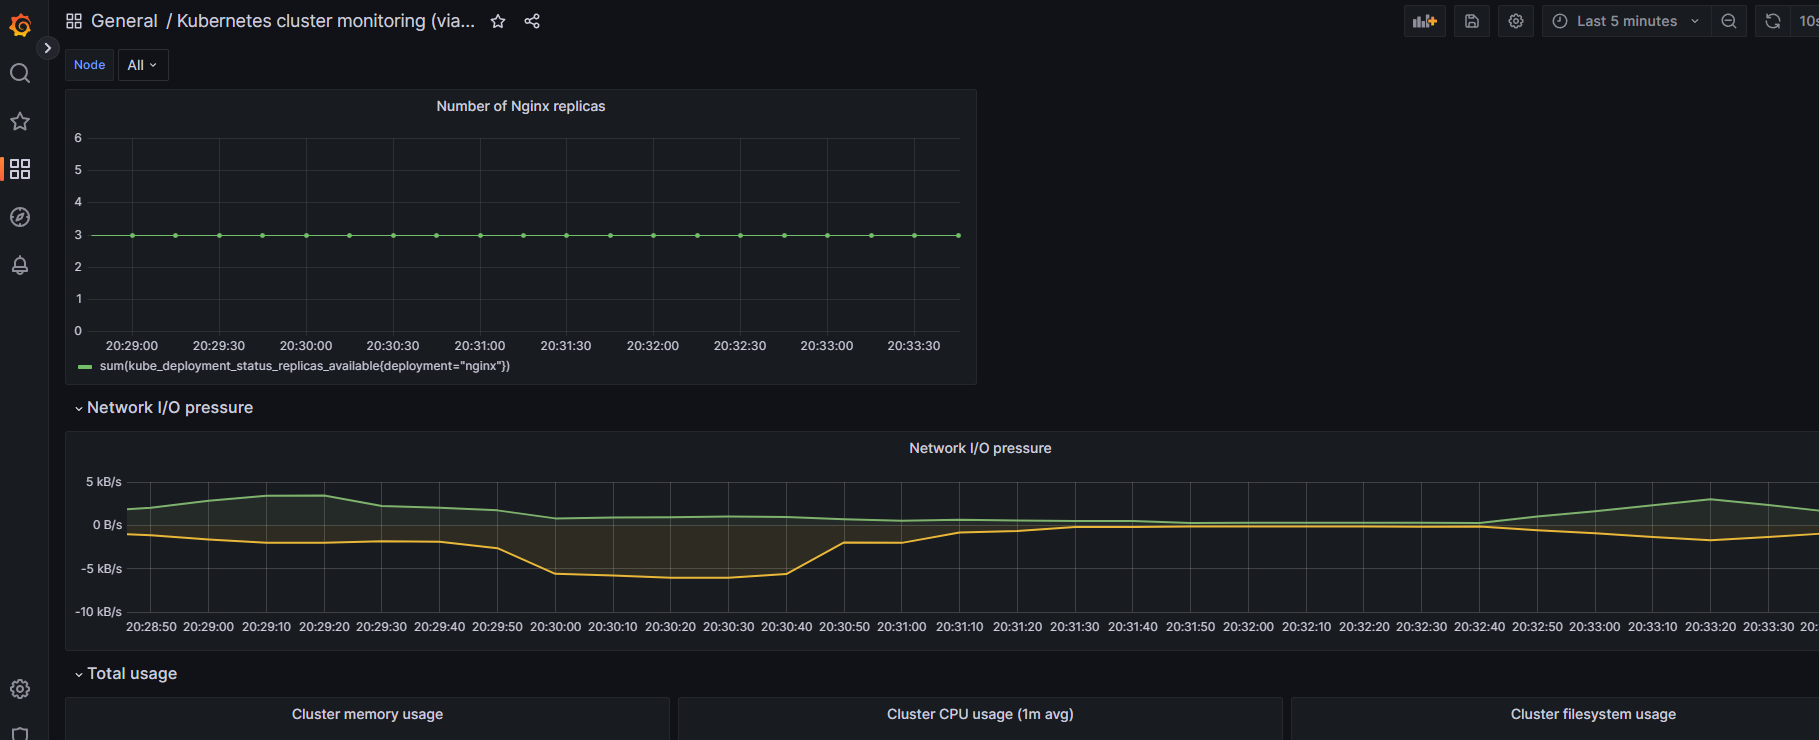 General / Kubernetes cluster monitoring (via...
Last 5 minutes
10s
Node
All
Number of Nginx replicas
6
5
4
3
2
1
0
20:29:00 20:29:30 20:30:00 20:30:30 20:31:00 20:31:30 20:32:00 20:32:30 20:33:00 20:33:30
sum(kube_deployment_status_replicas_available{deployment="nginx"})
Network I/O pressure
Network I/O pressure
5 kB/s
0 B/s
-5 kB/s
-10 kB/s
20:28:50 20:29:00 20:29:10 20:29:20 20:29:30 20:29:40 20:29:50 20:30:00 20:30:10 20:30:20 20:30:30 20:30:40 20:30:50 20:31:00 20:31:10 20:31:20 20:31:30 20:31:40 20:31:50 20:32:00 20:32:10 20:32:20 20:32:30 20:32:40 20:32:50 20:33:00 20:33:10 20:33:20 20:33:30 20:
Total usage
Cluster memory usage
Cluster CPU usage (1m avg)
Cluster filesystem usage